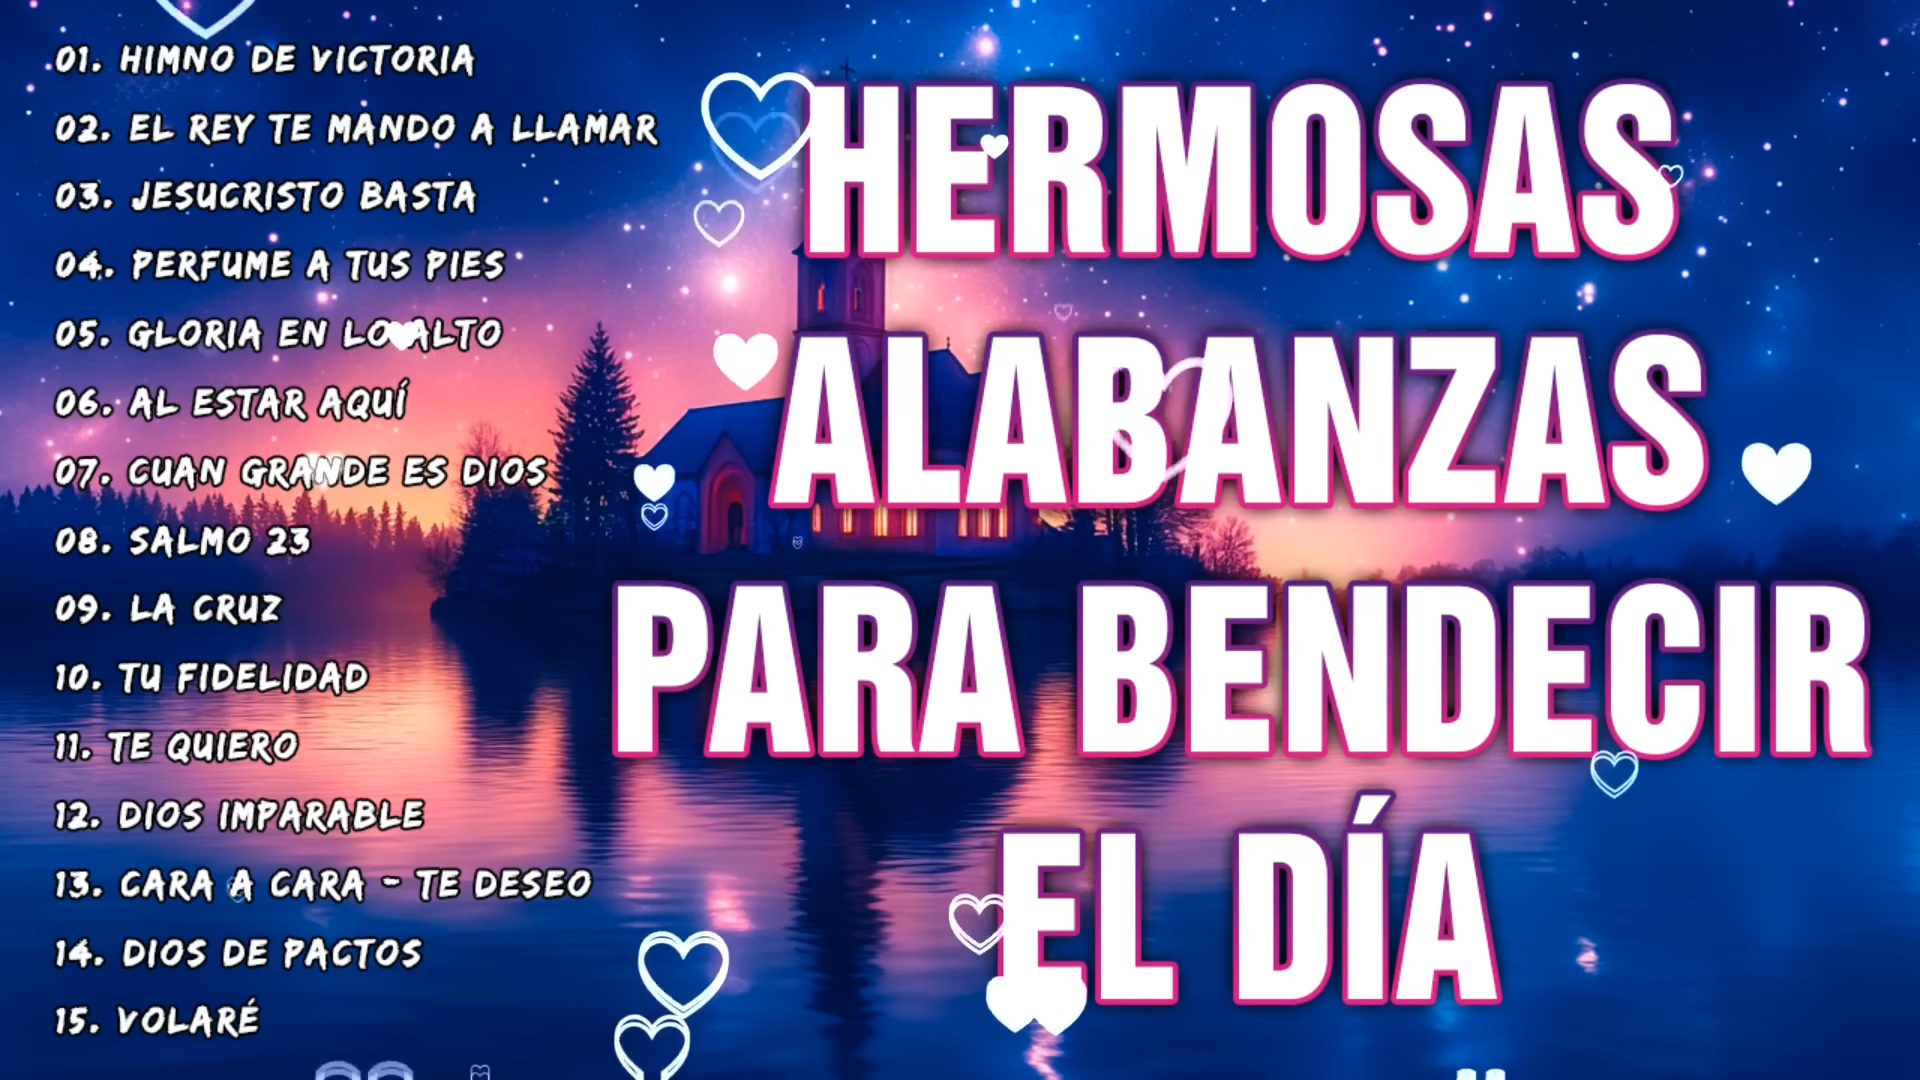 01. HIMNO DE VICTORIA
02. EL REY TE MANDO A LLAMAR
03. JESUCRISTO BASTA
04. PERFUME A TUS PIES
05. GLORIA EN LO ALTO
06. AL ESTAR AQUÍ
07. CUAN GRANDE ES DIOS
08. SALMO 23
09. LA CRUZ
10. TU FIDELIDAD
11. TE QUIERO
12. DIOS IMPARABLE
13. CARA A CARA - TE DESEO
14. DIOS DE PACTOS
15. VOLARÉ
HERMOSAS
ALABANZAS
PARA BENDECIR
EL DÍA